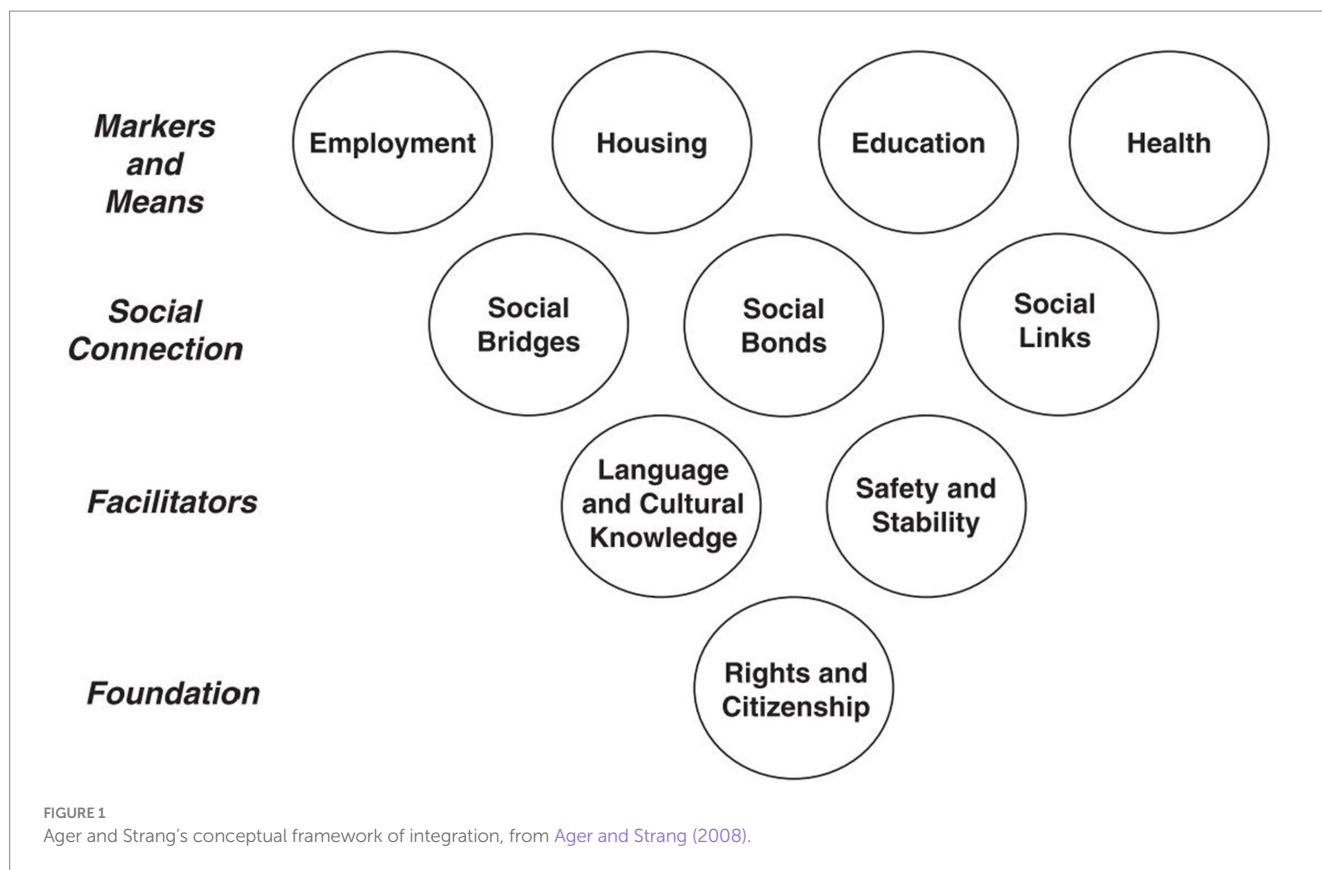 Markers
and
Means
Employment
Housing
Education
Health
Social
Connection
Social
Bridges
Social
Bonds
Social
Links
Facilitators
Language
and Cultural
Knowledge
Safety and
Stability
Foundation
Rights and
Citizenship
FIGURE 1
Ager and Strang’s conceptual framework of integration, from Ager and Strang (2008).